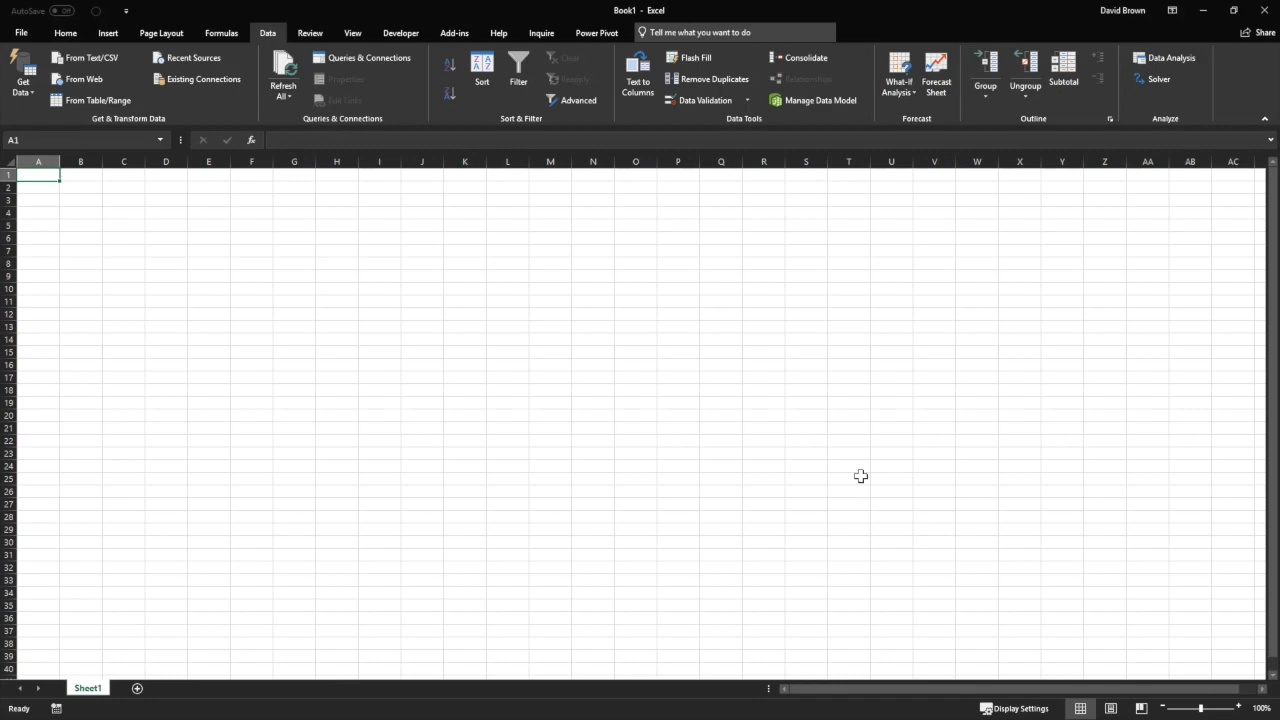 AutoSave Off
Book1 - Excel
David Brown
File Home Insert Page Layout Formulas Data Review View Developer Add-ins Help Inquire Power Pivot Tell me what you want to do Share
Get Data
From Text/CSV
From Web
From Table/Range
Recent Sources
Existing Connections
Get & Transform Data
Refresh All
Queries & Connections
Properties
Edit Links
Queries & Connections
Sort
Filter
Clear
Reapply
Advanced
Sort & Filter
Text to Columns
Flash Fill
Remove Duplicates
Data Validation
Consolidate
Relationships
Manage Data Model
Data Tools
What-If Analysis
Forecast Sheet
Forecast
Group
Ungroup
Subtotal
Outline
Data Analysis
Solver
Analyze
A1
fx
A B C D E F G H I J K L M N O P Q R S T U V W X Y Z AA AB AC
1
2
3
4
5
6
7
8
9
10
11
12
13
14
15
16
17
18
19
20
21
22
23
24
25
26
27
28
29
30
31
32
33
34
35
36
37
38
39
40
Sheet1
Ready
Display Settings
100%